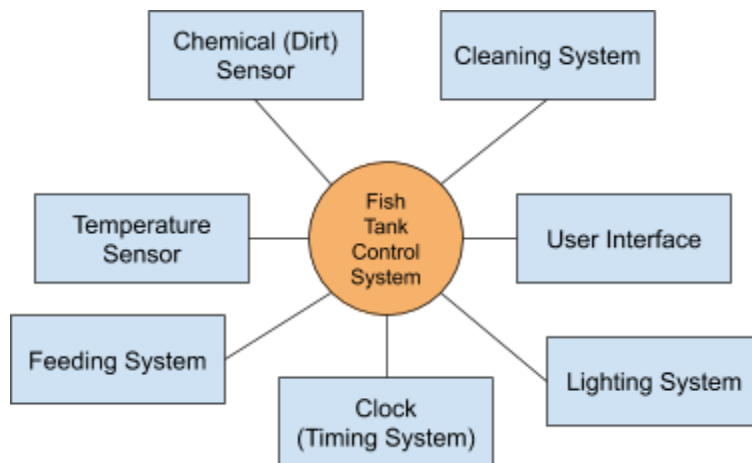 Chemical (Dirt)
Sensor
Cleaning System
Fish
Tank
Control
System
Temperature
Sensor
User Interface
Feeding System
Lighting System
Clock
(Timing System)